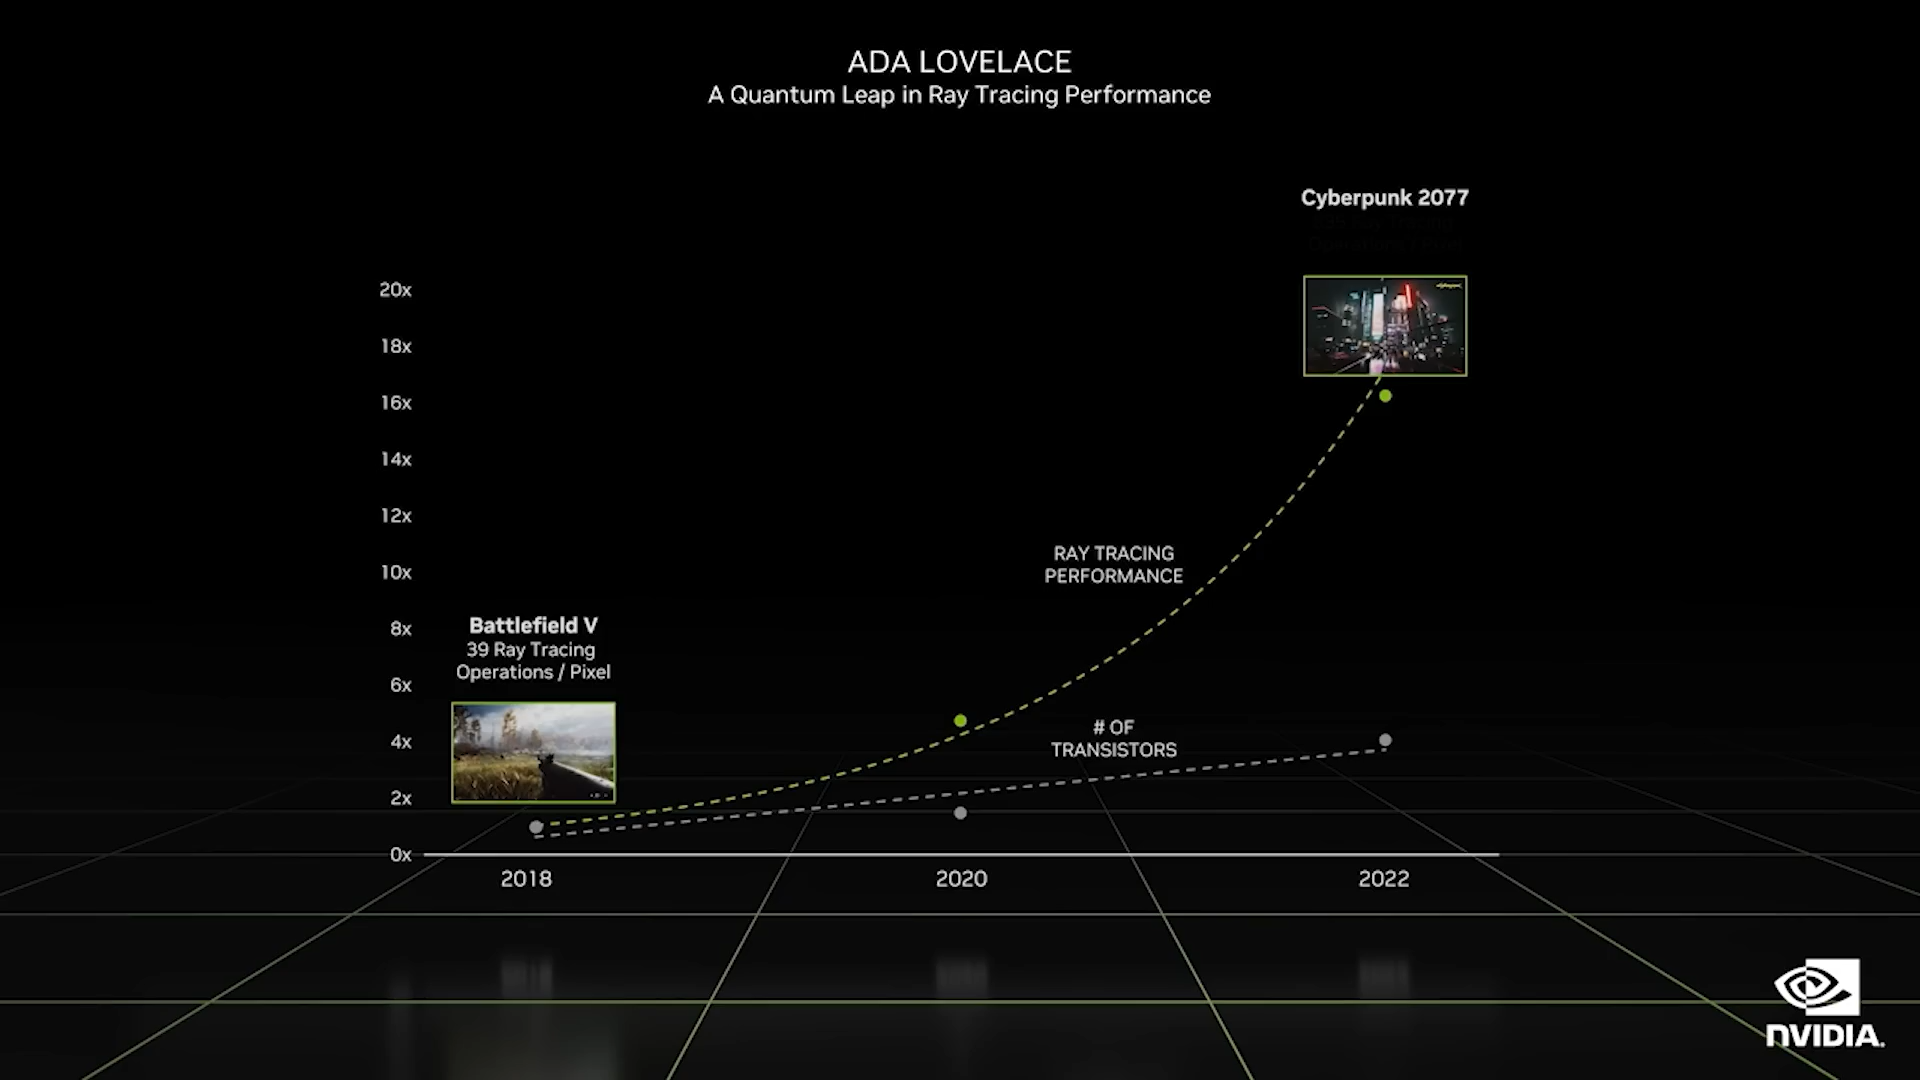 ADA LOVELACE
A Quantum Leap in Ray Tracing Performance
Cyberpunk 2077
20x
18x
16x
14x
12x
10x
8x
6x
4x
2x
0x
RAY TRACING
PERFORMANCE
Battlefield V
39 Ray Tracing
Operations / Pixel
# OF
TRANSISTORS
2018
2020
2022
NVIDIA.